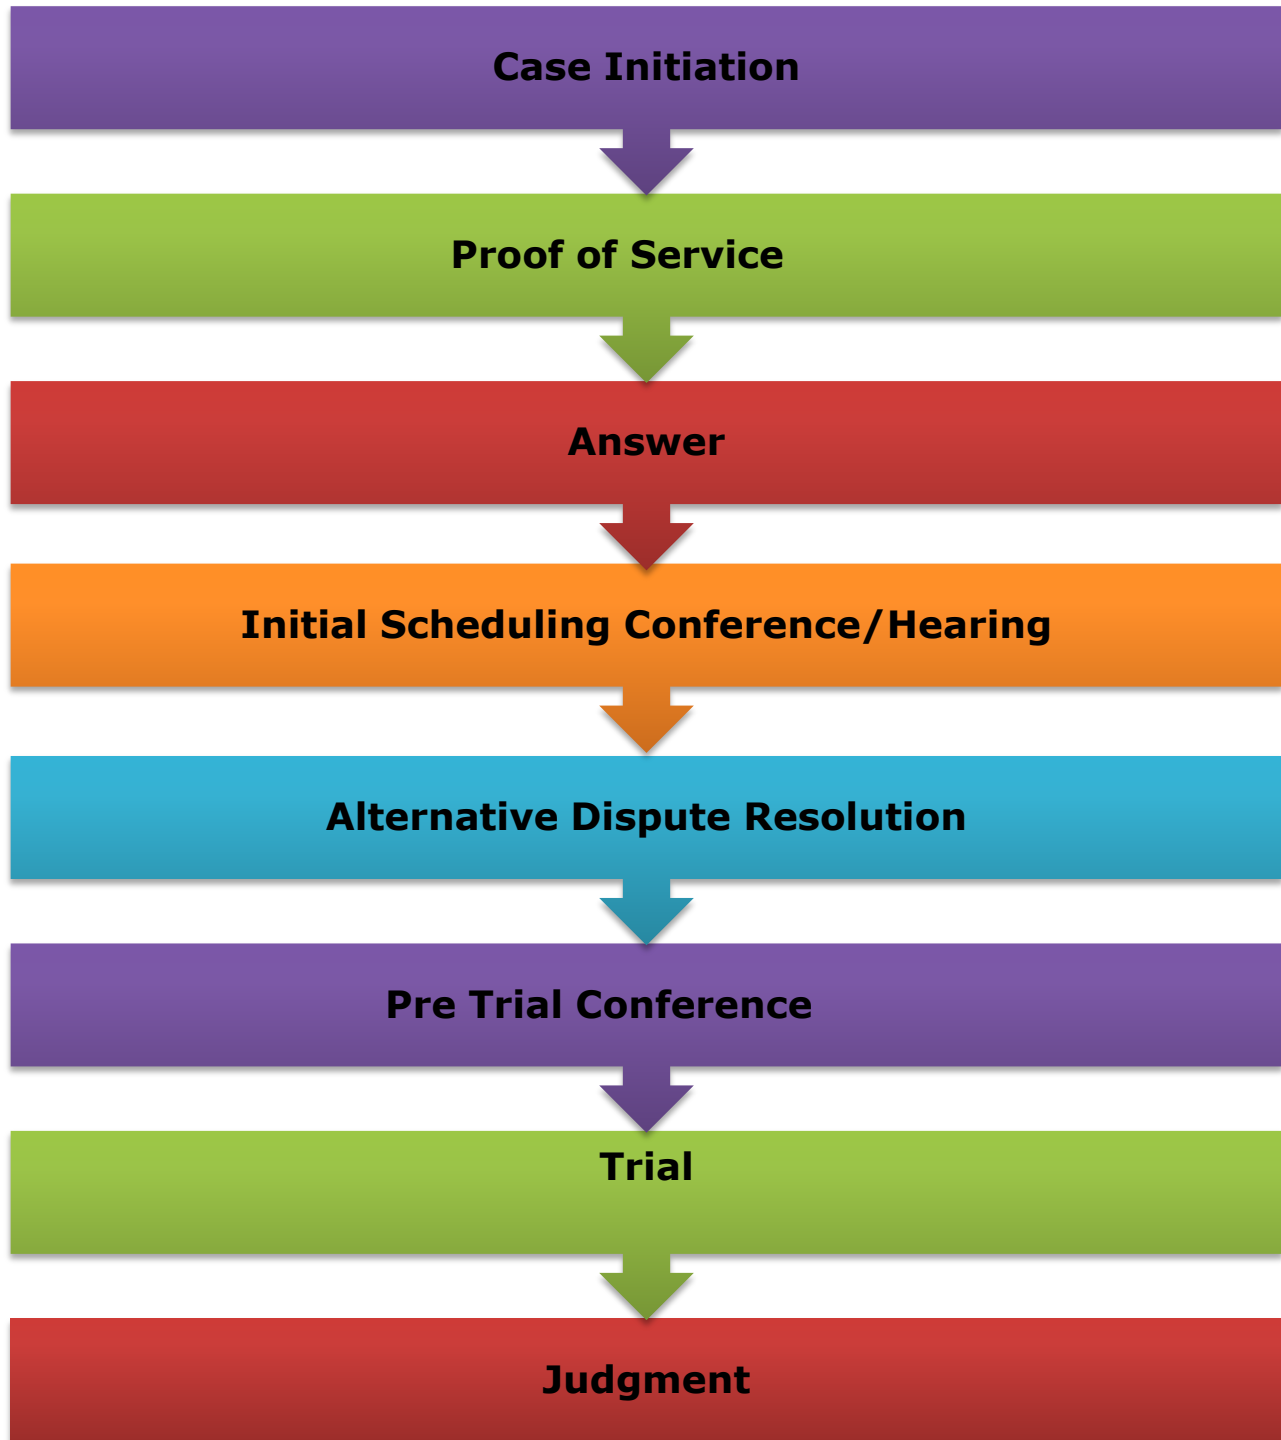 Case Initiation
Proof of Service
Answer
Initial Scheduling Conference/Hearing
Alternative Dispute Resolution
Pre Trial Conference
Trial
Judgment